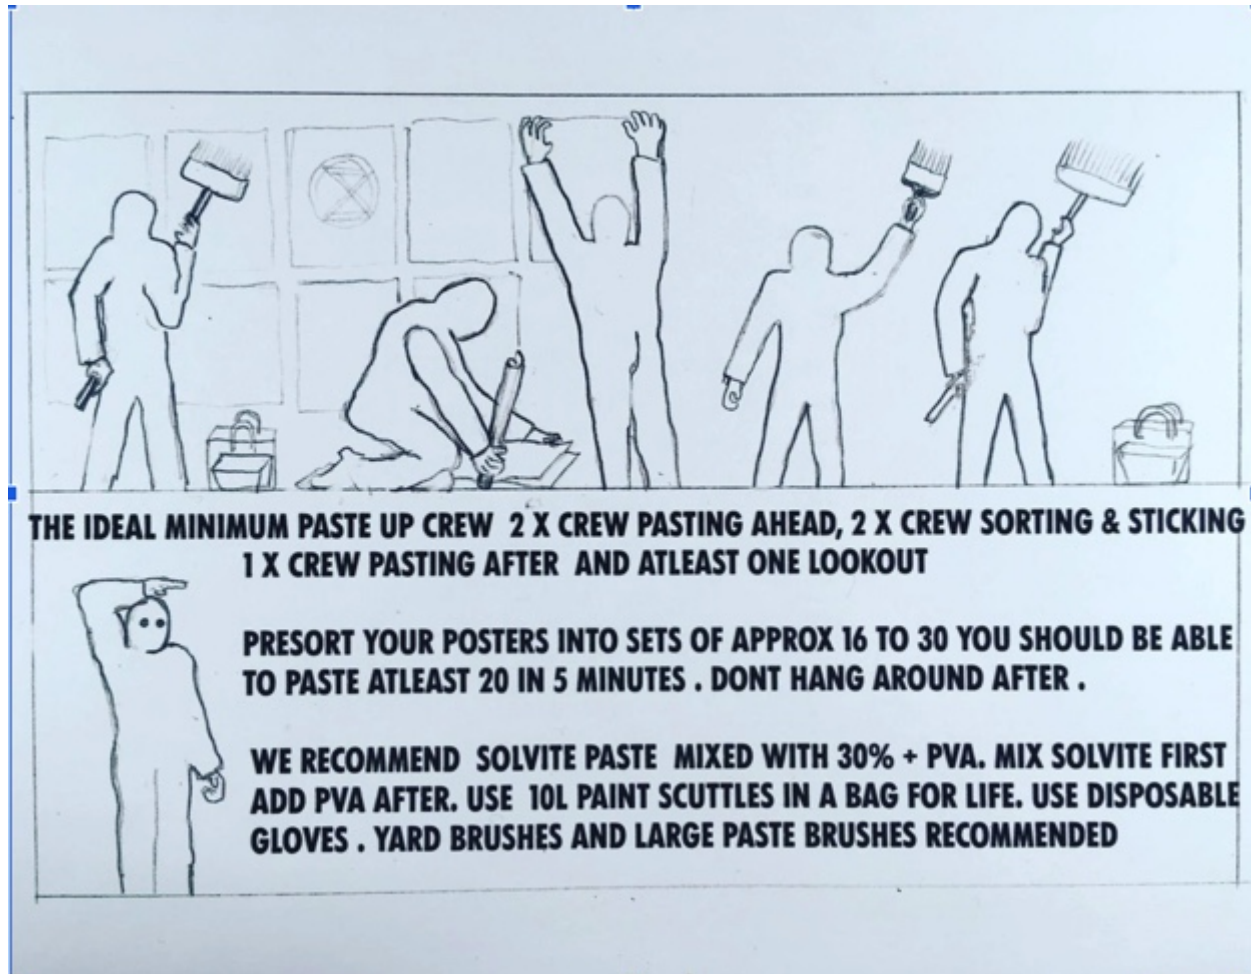 THE IDEAL MINIMUM PASTE UP CREW 2 X CREW PASTING AHEAD, 2 X CREW SORTING & STICKING
1 X CREW PASTING AFTER AND ATLEAST ONE LOOKOUT
PRESORT YOUR POSTERS INTO SETS OF APPROX 16 TO 30 YOU SHOULD BE ABLE
TO PASTE ATLEAST 20 IN 5 MINUTES . DONT HANG AROUND AFTER .
WE RECOMMEND SOLVITE PASTE MIXED WITH 30% + PVA. MIX SOLVITE FIRST
ADD PVA AFTER. USE 10L PAINT SCUTTLES IN A BAG FOR LIFE. USE DISPOSABLE
GLOVES . YARD BRUSHES AND LARGE PASTE BRUSHES RECOMMENDED